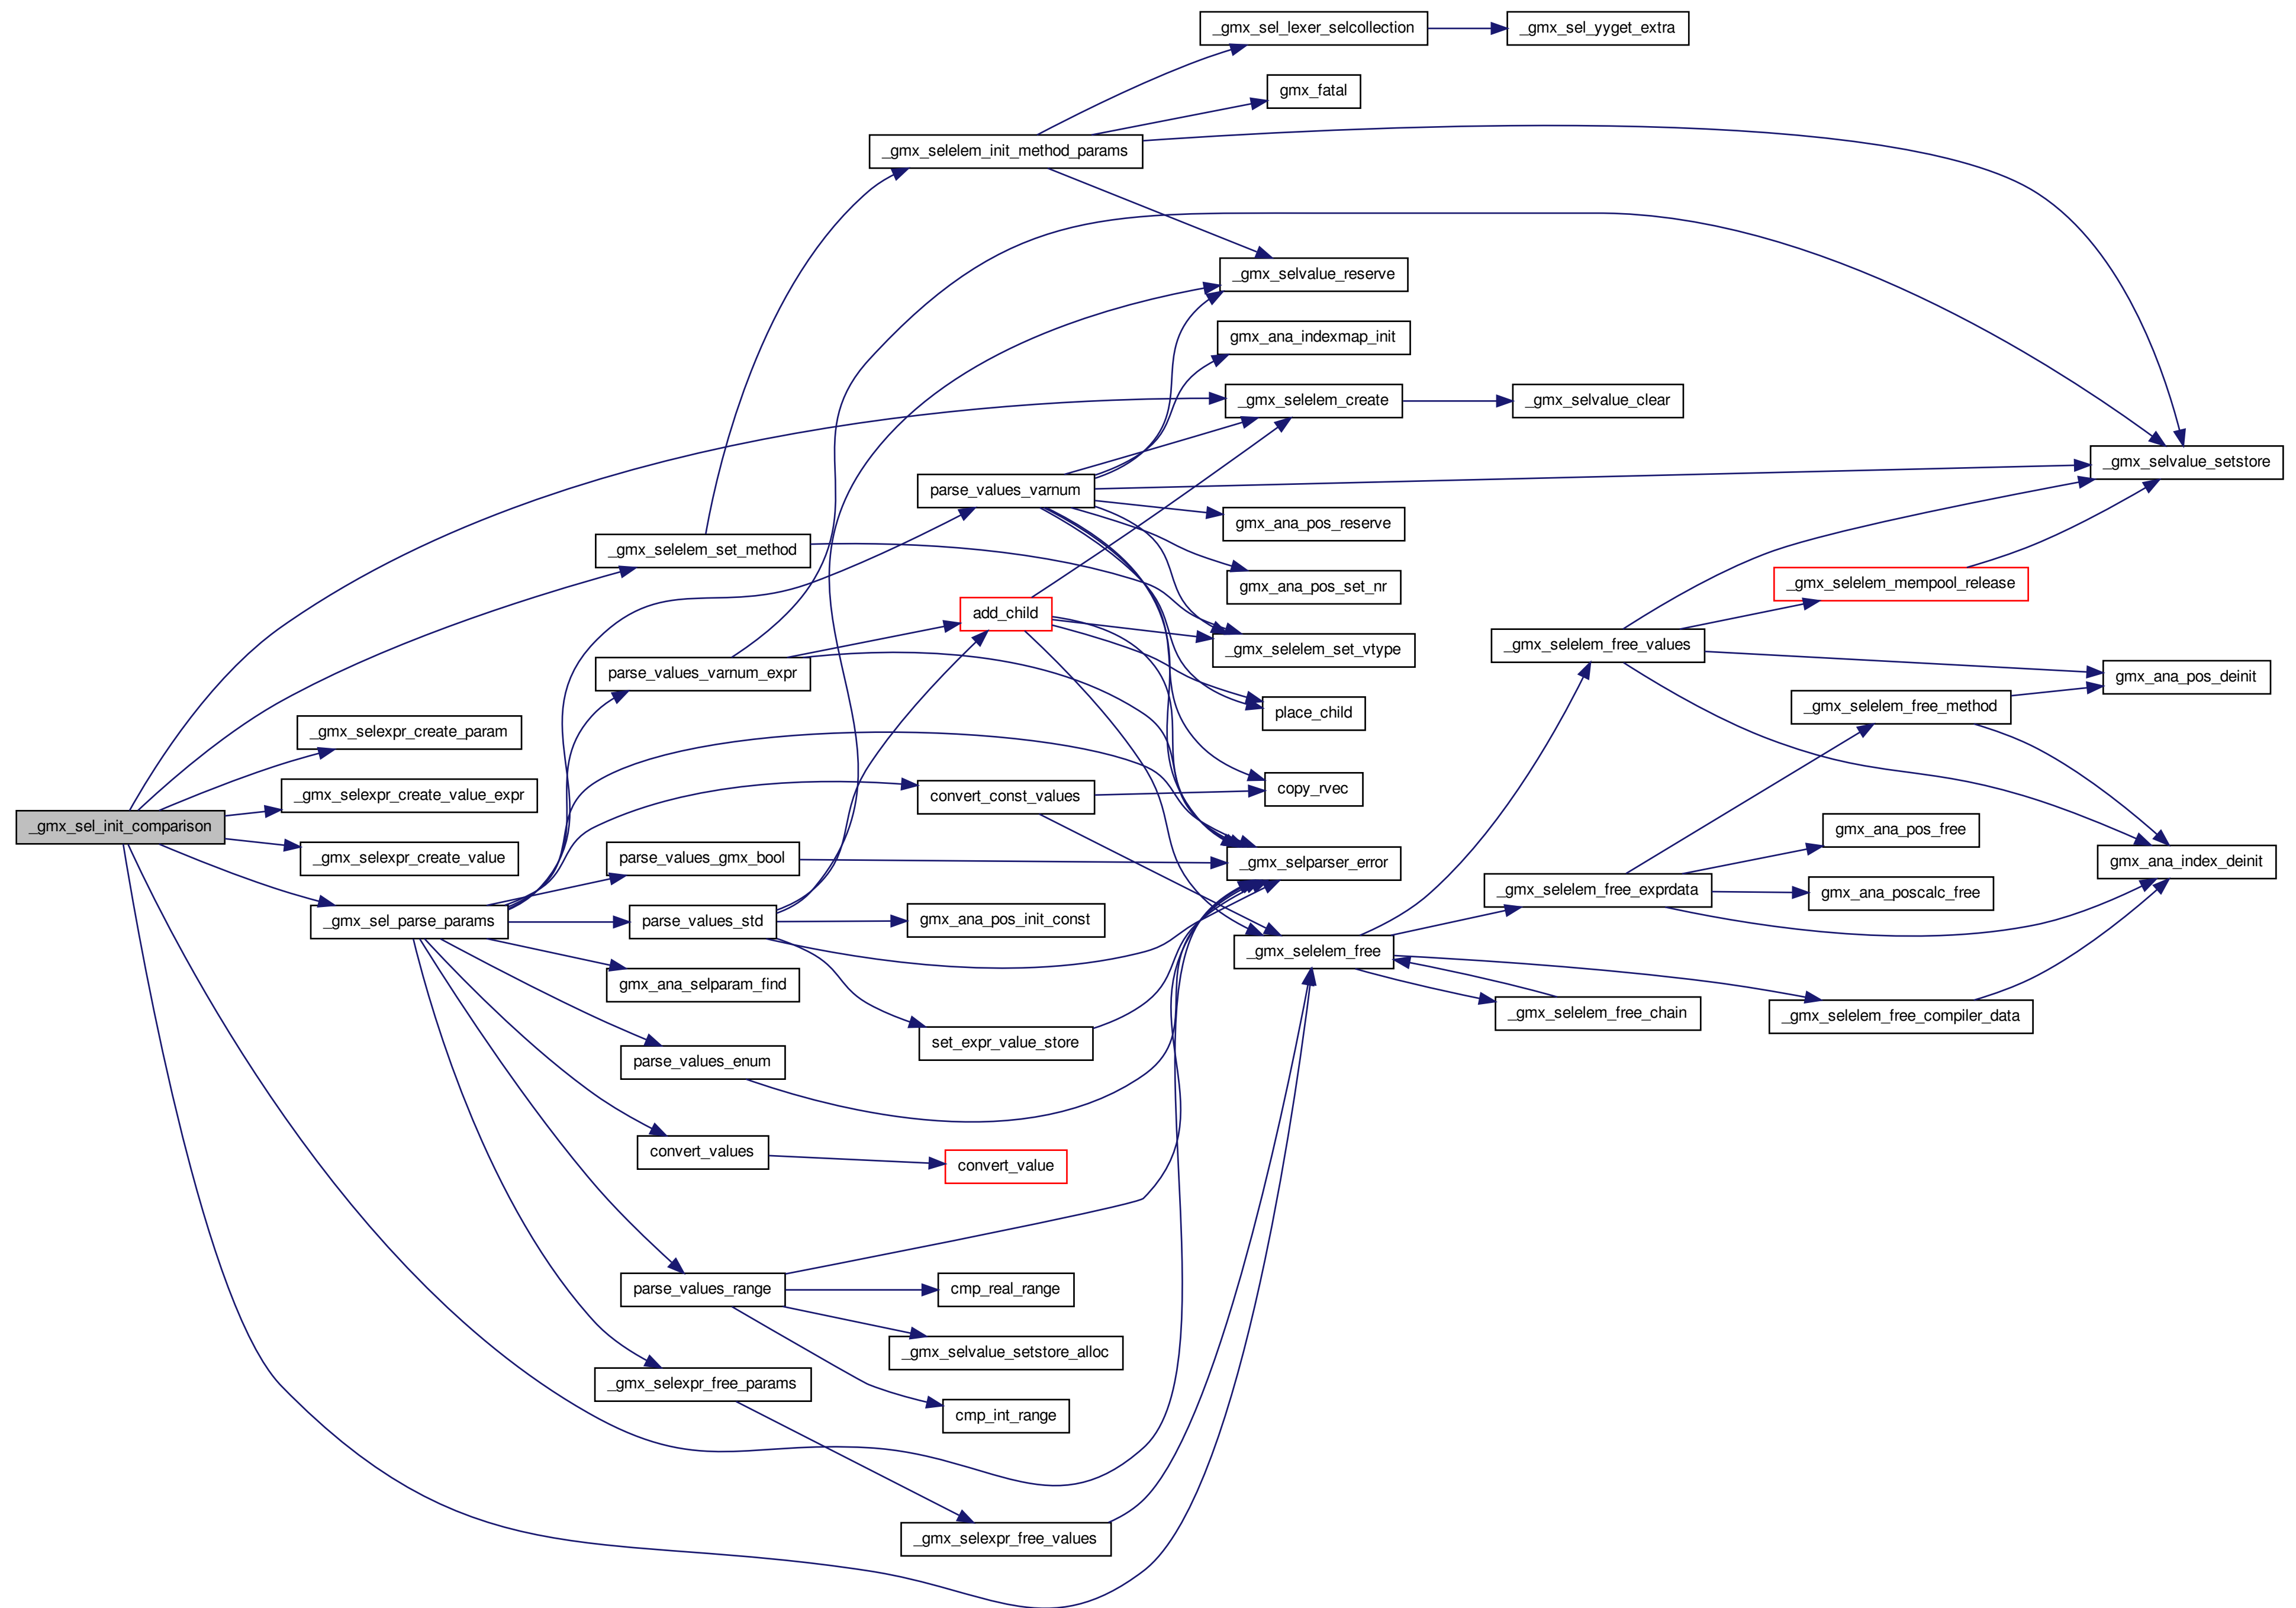 _gmx_sel_lexer_selcollection
_gmx_sel_yyget_extra
gmx_fatal
_gmx_selelem_init_method_params
_gmx_selvalue_reserve
gmx_ana_indexmap_init
_gmx_selelem_create
_gmx_selvalue_clear
_gmx_selvalue_setstore
parse_values_varnum
gmx_ana_pos_reserve
_gmx_selelem_set_method
gmx_ana_pos_set_nr
_gmx_selelem_mempool_release
add_child
_gmx_selelem_set_vtype
_gmx_selelem_free_values
parse_values_varnum_expr
gmx_ana_pos_deinit
_gmx_selelem_free_method
place_child
_gmx_selexpr_create_param
copy_rvec
_gmx_selexpr_create_value_expr
convert_const_values
_gmx_sel_init_comparison
gmx_ana_pos_free
_gmx_selexpr_create_value
parse_values_gmx_bool
_gmx_selparser_error
gmx_ana_index_deinit
_gmx_selelem_free_exprdata
gmx_ana_poscalc_free
_gmx_sel_parse_params
parse_values_std
gmx_ana_pos_init_const
_gmx_selelem_free
gmx_ana_selparam_find
_gmx_selelem_free_chain
_gmx_selelem_free_compiler_data
set_expr_value_store
parse_values_enum
convert_values
convert_value
parse_values_range
cmp_real_range
_gmx_selvalue_setstore_alloc
_gmx_selexpr_free_params
cmp_int_range
_gmx_selexpr_free_values